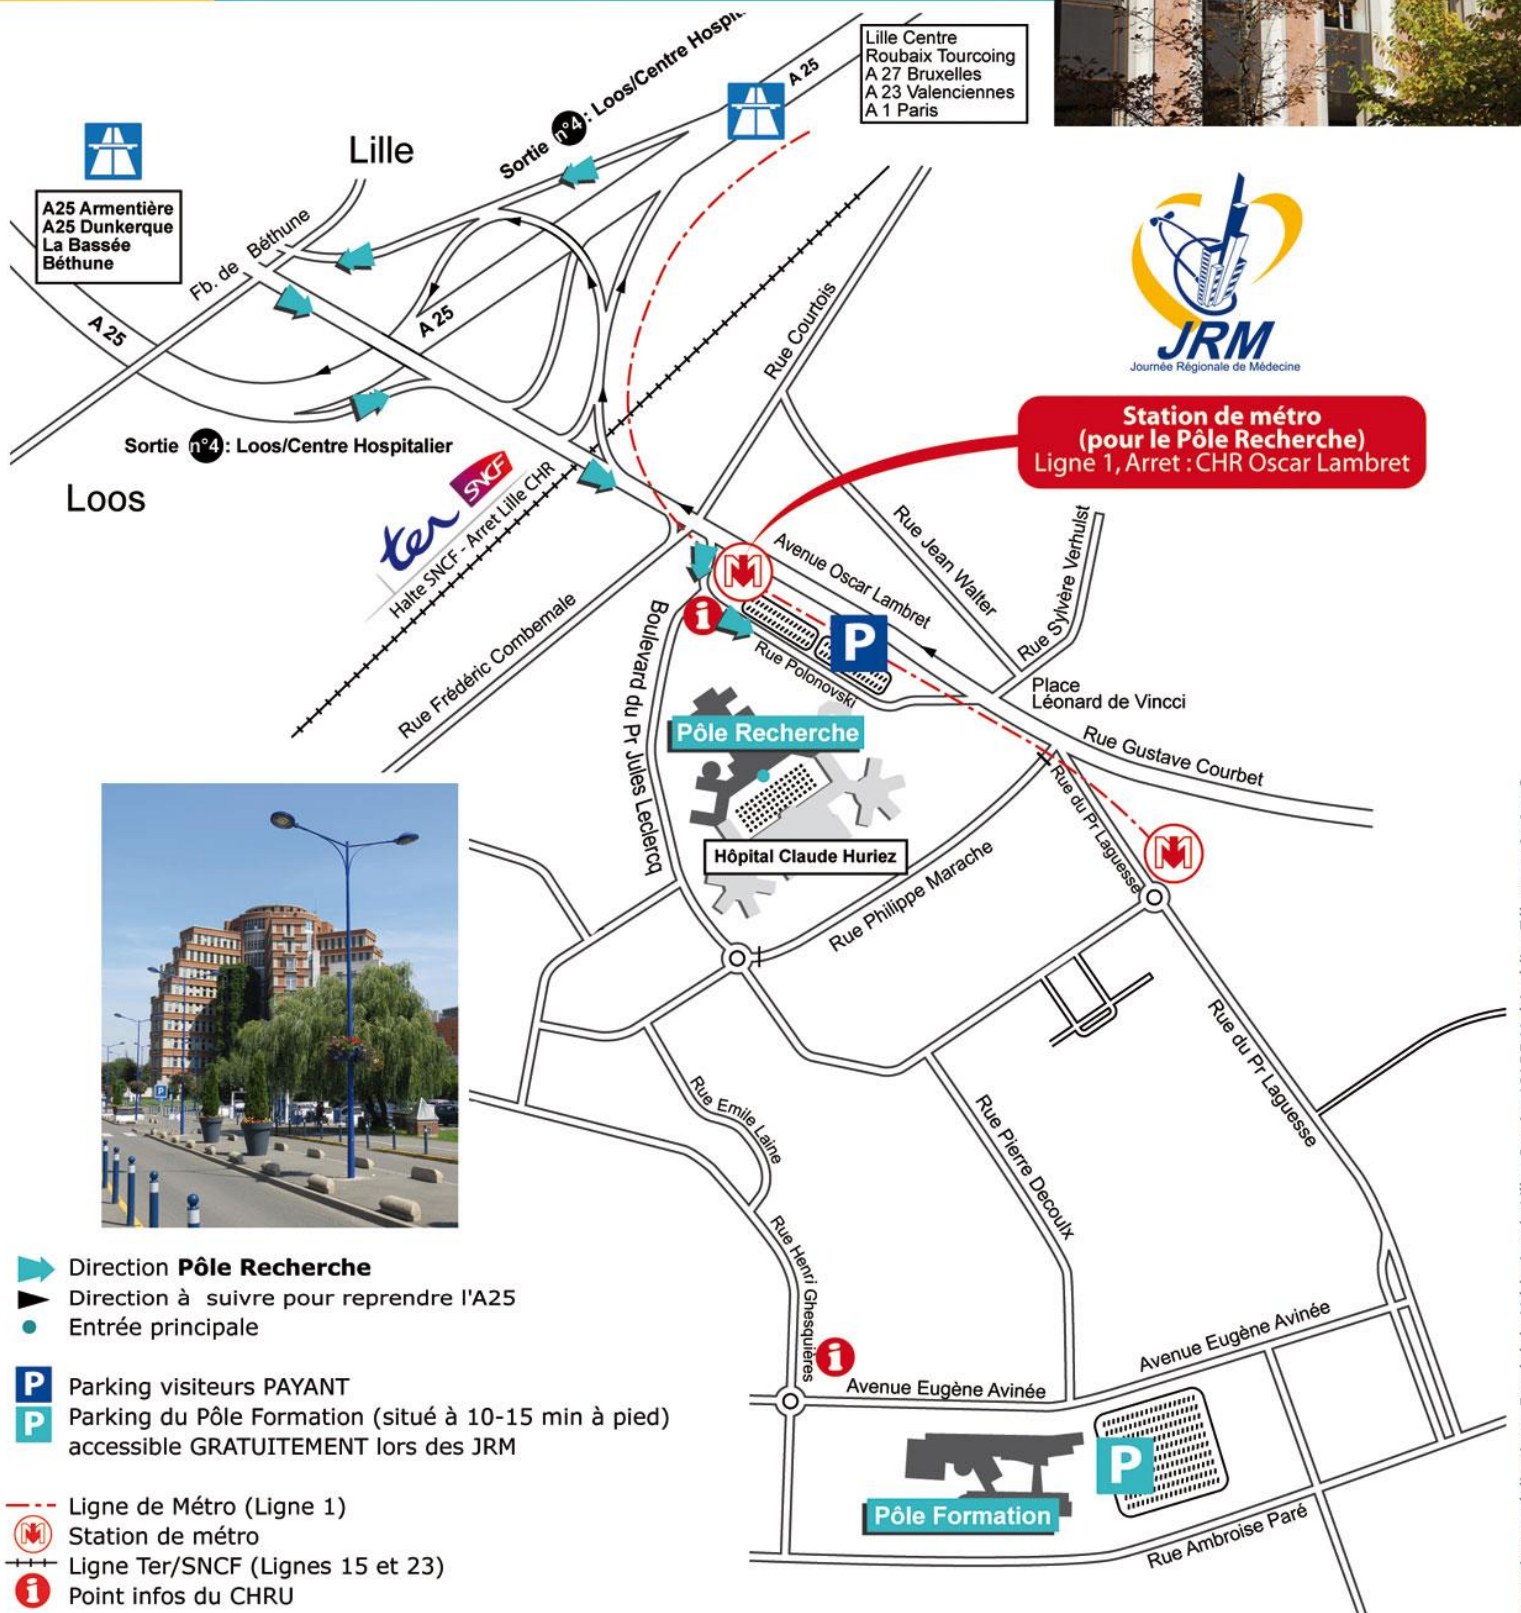 Sortie n°4 : Loos/Centre
A 25
Lille Centre
Roubaix Tourcoing
A 27 Bruxelles
A 23 Valenciennes
A 1 Paris
Lille
A25 Armentière
A25 Dunkerque
La Bassée
Béthune
Fb. de Béthune
A 25
A 25
Sortie n°4 : Loos/Centre Hospitalier
Loos
ter SNCF
Halte SNCF - Arret Lille CHR
Rue Courtois
JRM
Journée Régionale de Médecine
Station de métro
(pour le Pôle Recherche)
Ligne 1, Arret : CHR Oscar Lambret
Rue Jean Walter
Rue Sylvère Verhulst
Avenue Oscar Lambret
M
i
P
Rue Polonovski
Rue Frédéric Combemale
Boulevard du Pr Jules Leclercq
Place
Léonard de Vincci
Rue Gustave Courbet
Pôle Recherche
Hôpital Claude Huriez
Rue du Pr Laguesse
M
Rue Philippe Marache
Rue du Pr Laguesse
Rue Emile Laine
Rue Pierre Decoulx
Rue Henri Ghesquières
i
Avenue Eugène Avinée
Avenue Eugène Avinée
P
Pôle Formation
Rue Ambroise Paré
P
Direction Pôle Recherche
Direction à suivre pour reprendre l'A25
Entrée principale
P Parking visiteurs PAYANT
P Parking du Pôle Formation (situé à 10-15 min à pied)
accessible GRATUITEMENT lors des JRM
Ligne de Métro (Ligne 1)
M Station de métro
Ligne Ter/SNCF (Lignes 15 et 23)
i Point infos du CHRU